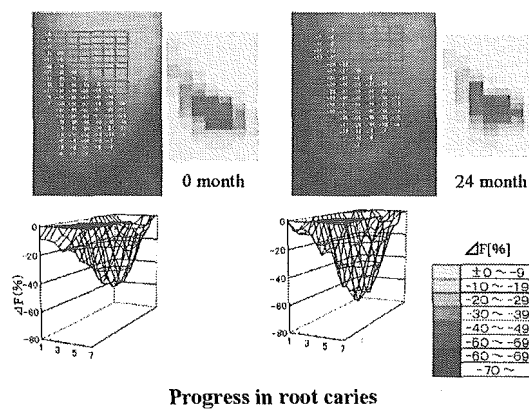 0 month
24 month
0
-20
-40
-60
-80
ΔF(%)
1 3 5 7
0
-20
-40
-60
-80
1 3 5 7
ΔF[%]
±0 ~ -9
-10 ~ -19
-20 ~ -29
-30 ~ -39
-40 ~ -49
-50 ~ -59
-60 ~ -69
-70 ~
Progress in root caries